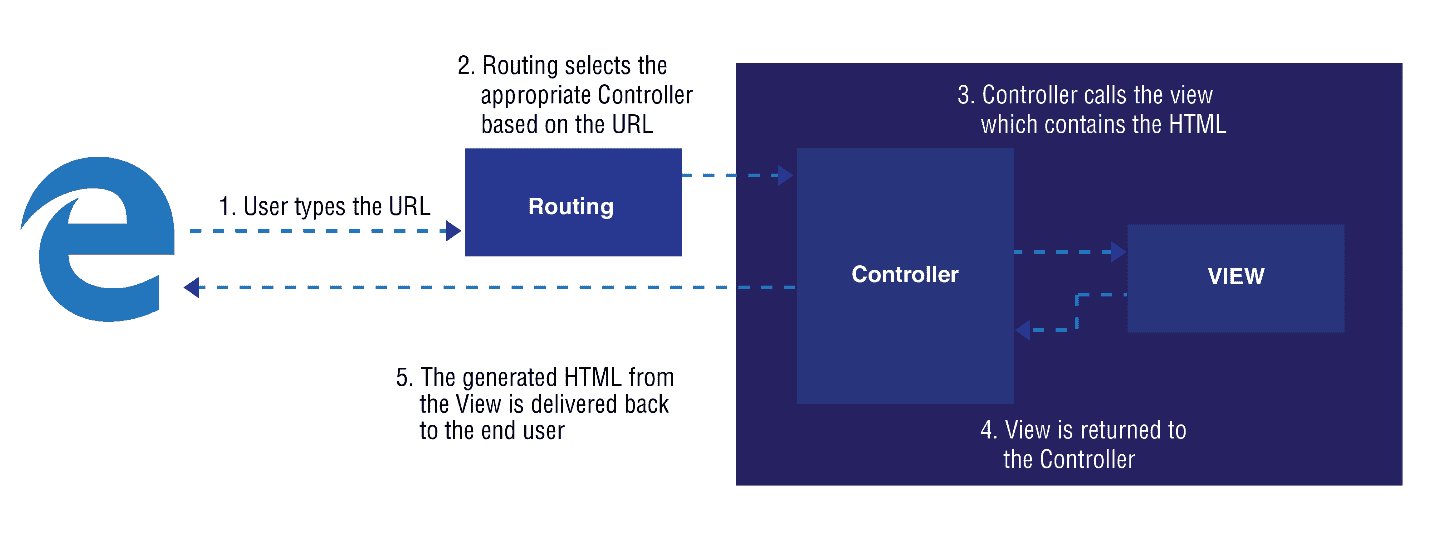 1. User types the URL
2. Routing selects the
appropriate Controller
based on the URL
Routing
3. Controller calls the view
which contains the HTML
Controller
VIEW
4. View is returned to
the Controller
5. The generated HTML from
the View is delivered back
to the end user